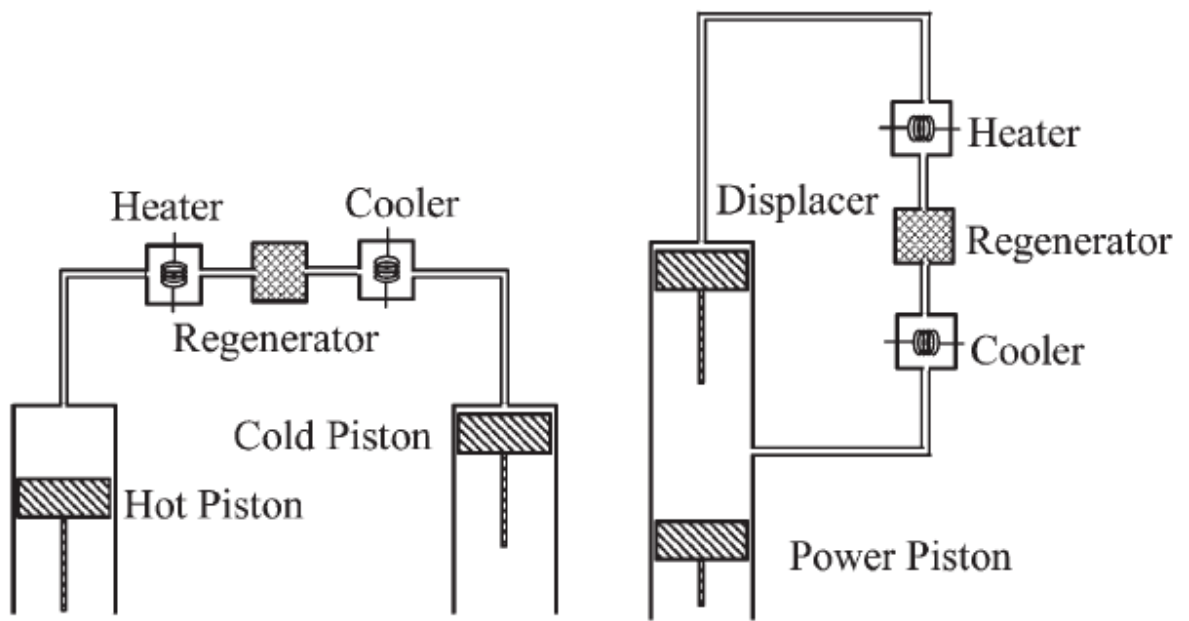 Heater
Cooler
Regenerator
Cold Piston
Hot Piston
Heater
Displacer
Regenerator
Cooler
Power Piston